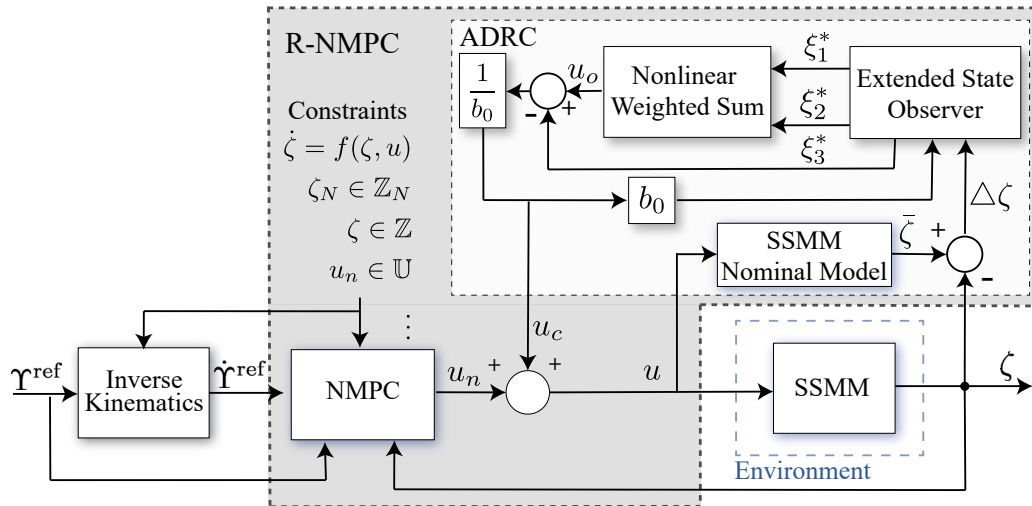 R-NMPC
ADRC
Constraints
ζ̇ = f(ζ, u)
ζ_N ∈ ℤ_N
ζ ∈ ℤ
u_n ∈ 𝕌
⋮
1
b₀
-
+
u_o
Nonlinear
Weighted Sum
ξ₁*
ξ₂*
ξ₃*
Extended State
Observer
b₀
△ζ
SSMM
Nominal Model
ζ̄
+
-
u_c
ϒ^ref
Inverse
Kinematics
ϒ̇^ref
NMPC
u_n
+
+
u
SSMM
ζ
Environment